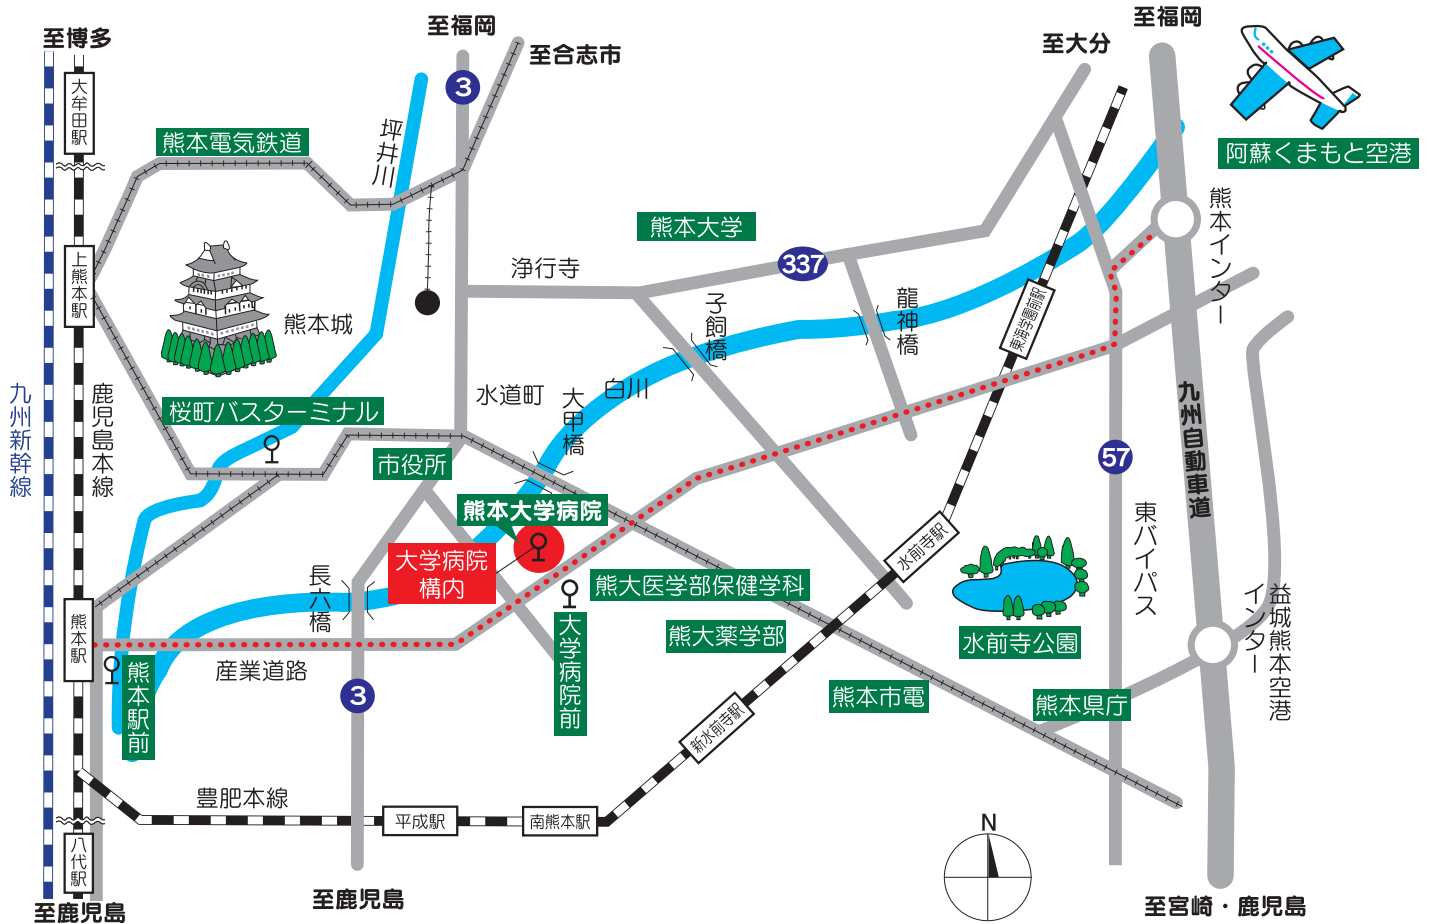 至博多
至福岡
至合志市
至大分
至福岡
大牟田駅
3
熊本電気鉄道
坪井川
阿蘇くまもと空港
熊本インター
熊本大学
337
浄行寺
上熊本駅
熊本城
子飼橋
龍神橋
東海学園前駅
九州新幹線
鹿児島本線
桜町バスターミナル
水道町
大甲橋
白川
九州自動車道
市役所
57
熊本大学病院
東バイパス
大学病院
構内
水前寺駅
長六橋
熊大医学部保健学科
益城熊本空港
インター
熊本駅
大学病院前
熊大薬学部
水前寺公園
産業道路
熊本駅前
3
熊本市電
熊本県庁
新水前寺駅
豊肥本線
平成駅
南熊本駅
八代駅
N
至鹿児島
至鹿児島
至宮崎・鹿児島